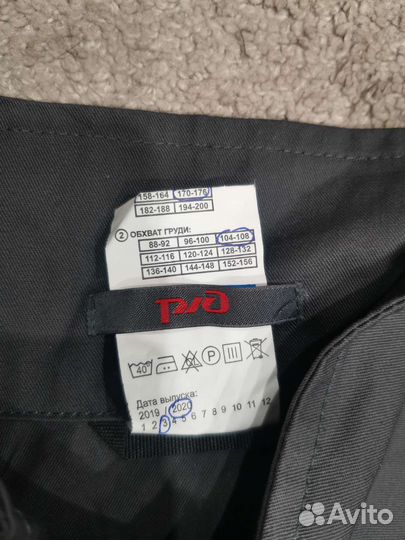 158-164 170-176
182-188 194-200
2 ОБХВАТ ГРУДИ:
88-92 96-100 104-108
112-116 120-124 128-132
136-140 144-148 152-156
РЖД
40°
P
Дата выпуска:
2019 / 2020
1 2 3 4 5 6 7 8 9 10 11 12
Avito